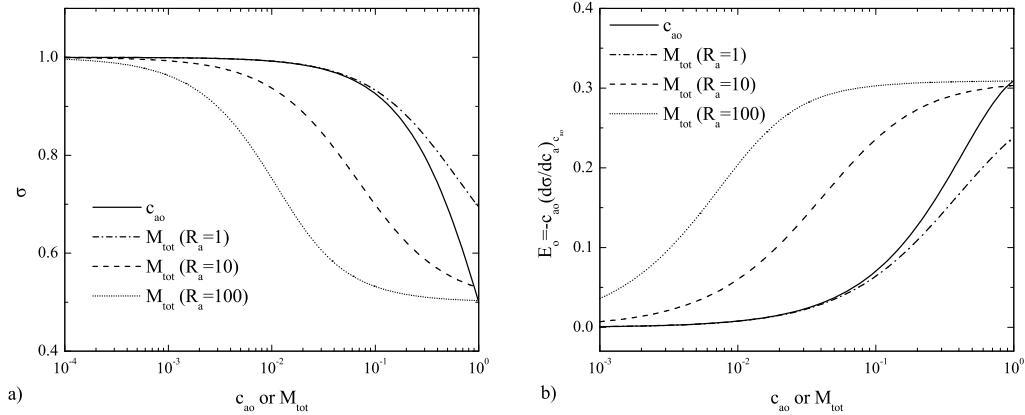 1.0
0.8
0.6
0.4
σ
c_ao
M_tot (R_a=1)
M_tot (R_a=10)
M_tot (R_a=100)
10^-4
10^-3
10^-2
10^-1
10^0
c_ao or M_tot
a)
0.4
0.3
0.2
0.1
0.0
E_o=-c_ao(dσ/dc_a)_c_ao
c_ao
M_tot (R_a=1)
M_tot (R_a=10)
M_tot (R_a=100)
10^-3
10^-2
10^-1
10^0
c_ao or M_tot
b)